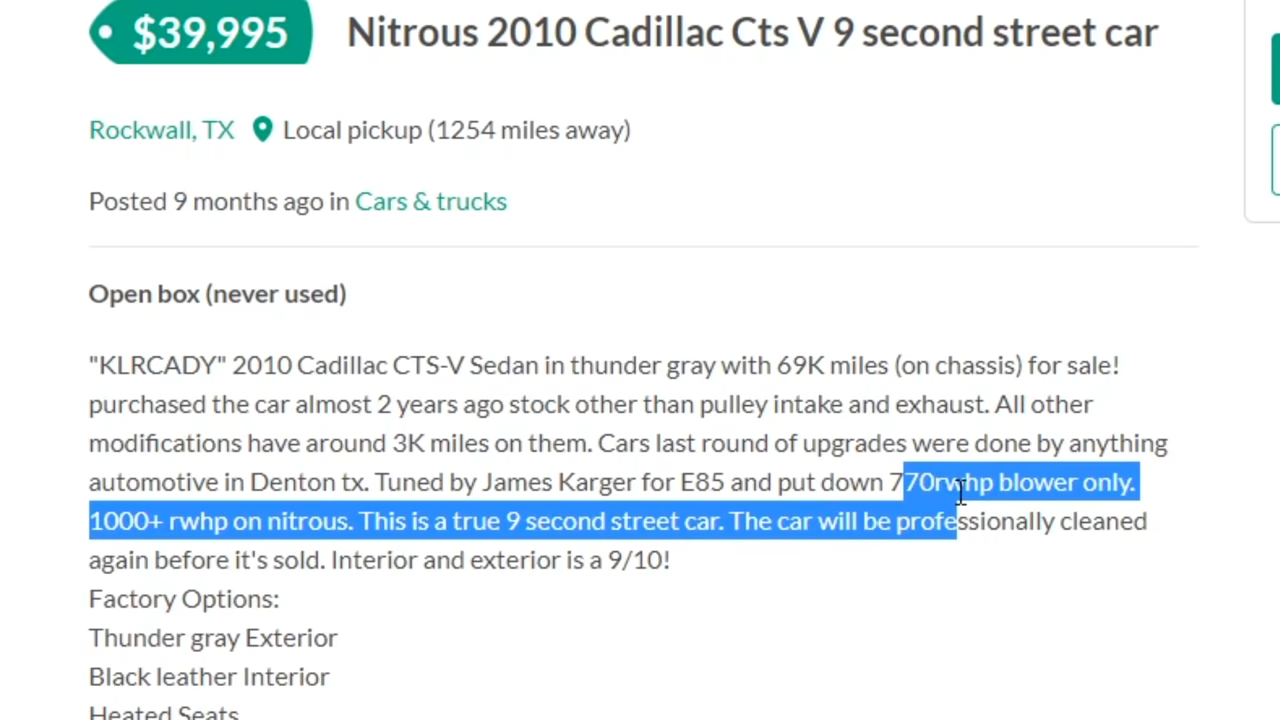 $39,995 Nitrous 2010 Cadillac Cts V 9 second street car
Rockwall, TX Local pickup (1254 miles away)
Posted 9 months ago in Cars & trucks
Open box (never used)
"KLRCADY" 2010 Cadillac CTS-V Sedan in thunder gray with 69K miles (on chassis) for sale!
purchased the car almost 2 years ago stock other than pulley intake and exhaust. All other
modifications have around 3K miles on them. Cars last round of upgrades were done by anything
automotive in Denton tx. Tuned by James Karger for E85 and put down 770rwhp blower only.
1000+ rwhp on nitrous. This is a true 9 second street car. The car will be professionally cleaned
again before it's sold. Interior and exterior is a 9/10!
Factory Options:
Thunder gray Exterior
Black leather Interior
Heated Seats